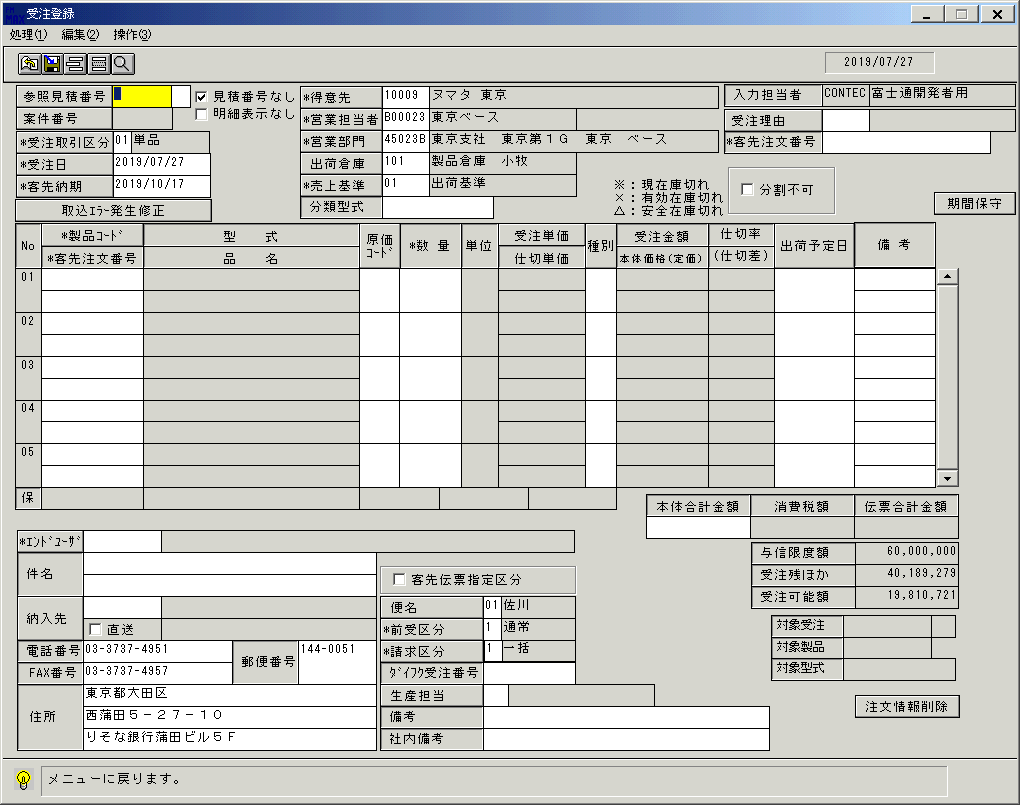 受注登録
処理(1) 編集(2) 操作(3)
2019/07/27
参照見積番号 見積番号なし
案件番号 明細表示なし
*受注取引区分 01 単品
*受注日 2019/07/27
*客先納期 2019/10/17
取込ｴﾗｰ発生修正
*得意先 10009 ヌマタ 東京
*営業担当者 B00023 東京ベース
*営業部門 45023B 東京支社 東京第１Ｇ 東京 ベース
出荷倉庫 101 製品倉庫 小牧
*売上基準 01 出荷基準
分類型式
入力担当者 CONTEC 富士通開発者用
受注理由
*客先注文番号
※：現在庫切れ
×：有効在庫切れ
△：安全在庫切れ
分割不可
期間保守
No *製品ｺｰﾄﾞ 型 式 原価ｺｰﾄﾞ *数 量 単位 受注単価 種別 受注金額 仕切率 出荷予定日 備 考
*客先注文番号 品 名 仕切単価 本体価格(定価) (仕切差)
01
02
03
04
05
保
本体合計金額 消費税額 伝票合計金額
*ｴﾝﾄﾞﾕｰｻﾞ
件名
納入先
直送
電話番号 03-3737-4951 郵便番号 144-0051
FAX番号 03-3737-4957
住所 東京都大田区
西蒲田５－２７－１０
りそな銀行蒲田ビル５Ｆ
客先伝票指定区分
便名 01 佐川
*前受区分 1 通常
*請求区分 1 一括
ﾀﾞｲﾌｸ受注番号
生産担当
備考
社内備考
与信限度額 60,000,000
受注残ほか 40,189,279
受注可能額 19,810,721
対象受注
対象製品
対象型式
注文情報削除
メニューに戻ります。